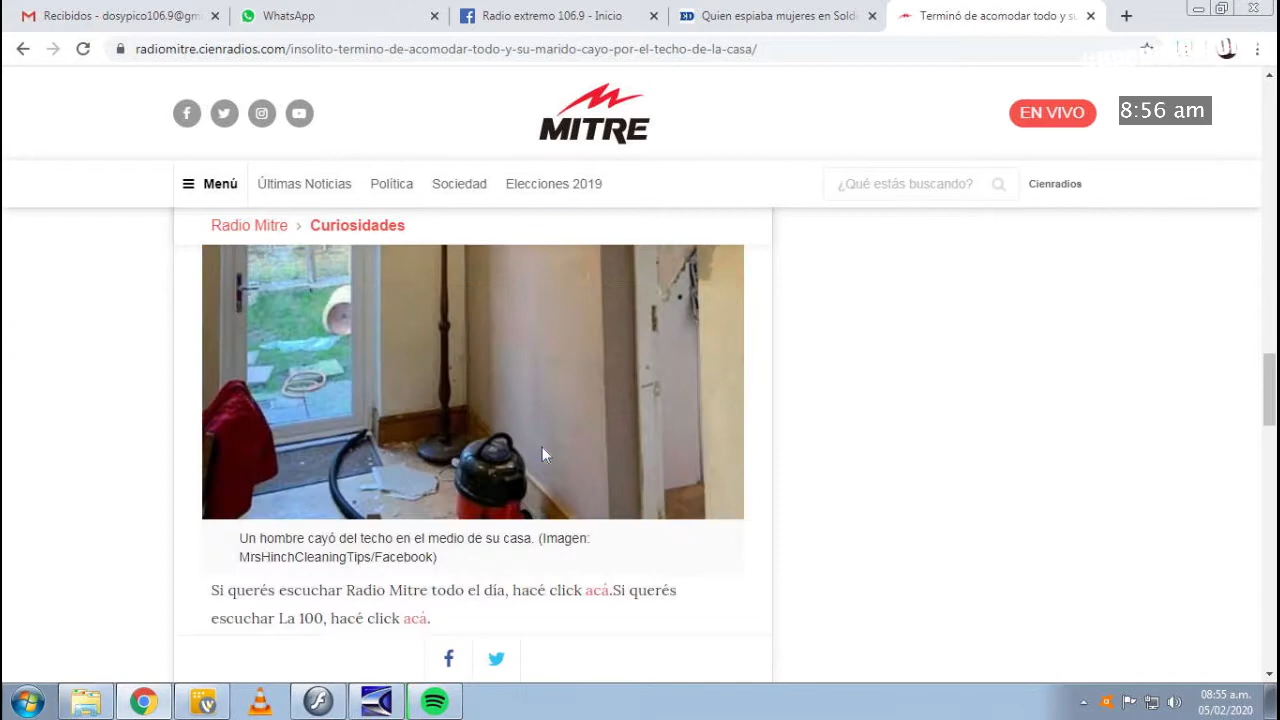 Recibidos - dosypico106.9@gm
WhatsApp
Radio extremo 106.9 - Inicio
Quien espiaba mujeres en Sold
Terminó de acomodar todo y su
radiomitre.cienradios.com/insolito-termino-de-acomodar-todo-y-su-marido-cayo-por-el-techo-de-la-casa/
MITRE
EN VIVO
8:56 am
Menú
Últimas Noticias
Política
Sociedad
Elecciones 2019
¿Qué estás buscando?
Cienradios
Radio Mitre > Curiosidades
Un hombre cayó del techo en el medio de su casa. (Imagen:
MrsHinchCleaningTips/Facebook)
Si querés escuchar Radio Mitre todo el día, hacé click acá.Si querés
escuchar La 100, hacé click acá.
08:55 a.m.
05/02/2020